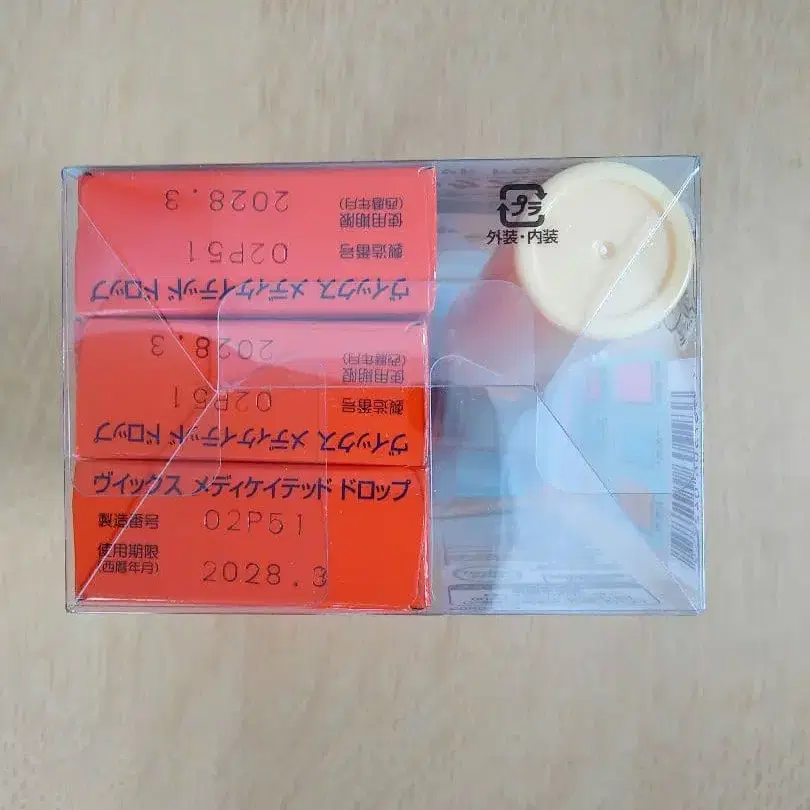 2028.3
使用期限
(西暦年月)
製造番号
02P51
ヴイックス メディケイテッド ドロップ
2028.3
使用期限
(西暦年月)
製造番号
02P51
ヴイックス メディケイテッド ドロップ
ヴイックス メディケイテッド ドロップ
製造番号 02P51
使用期限
(西暦年月) 2028.3
プラ
外装・内装